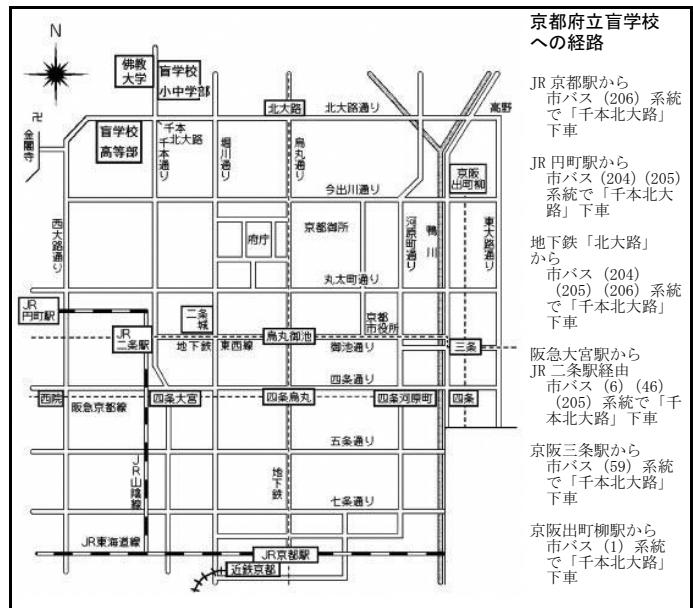 京都府立盲学校
への経路
JR 京都駅から
市バス (206) 系統
で「千本北大路」
下車
JR 円町駅から
市バス (204) (205)
系統で「千本北大
路」下車
地下鉄「北大路」
から
市バス (204)
(205) (206) 系統
で「千本北大路」
下車
阪急大宮駅から
JR 二条駅経由
市バス (6) (46)
(205) 系統で「千
本北大路」下車
京阪三条駅から
市バス (59) 系統
で「千本北大路」
下車
京阪出町柳駅から
市バス (1) 系統
で「千本北大路」
下車
N
佛教
大学
盲学校
小中学部
北大路
北大路通り
高野
卍
金閣寺
盲学校
高等部
千本
北大路
千本通り
堀川通り
烏丸通り
京阪
出町柳
今出川通り
西大路通り
府庁
京都御所
河原町通り
鴨川
東大路通り
丸太町通り
JR
円町駅
二条
城
京都
市役所
JR
二条駅
地下鉄
東西線
烏丸御池
御池通り
三条
四条通り
西院
阪急京都線
四条大宮
四条烏丸
四条河原町
四条
五条通り
JR山陰線
地下鉄
七条通り
JR東海道線
JR京都駅
近鉄京都